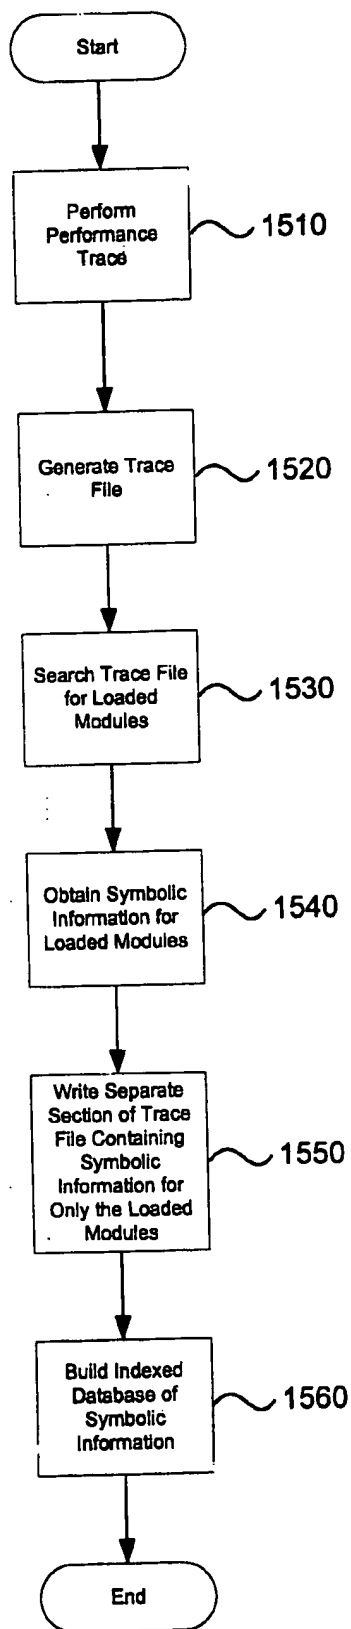 Start
Perform
Performance
Trace
1510
Generate Trace
File
1520
Search Trace File
for Loaded
Modules
1530
Obtain Symbolic
Information for
Loaded Modules
1540
Write Separate
Section of Trace
File Containing
Symbolic
Information for
Only the Loaded
Modules
1550
Build Indexed
Database of
Symbolic
Information
1560
End